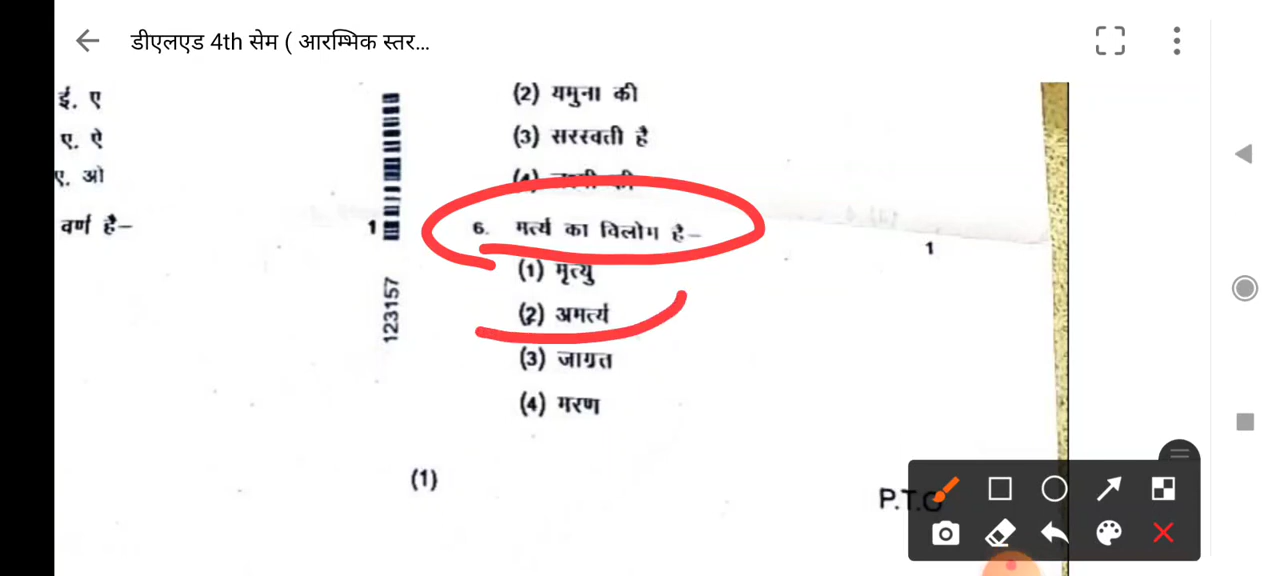 डीएलएड 4th सेम ( आरम्भिक स्तर...
ई. ए
ए. ऐ
ए. ओ
वर्ण है–
1
123157
(2) यमुना की
(3) सरस्वती है
(4)
6. मर्त्य का विलोम है–
(1) मृत्यु
(2) अमर्त्य
(3) जाग्रत
(4) मरण
1
(1)
P.T.O